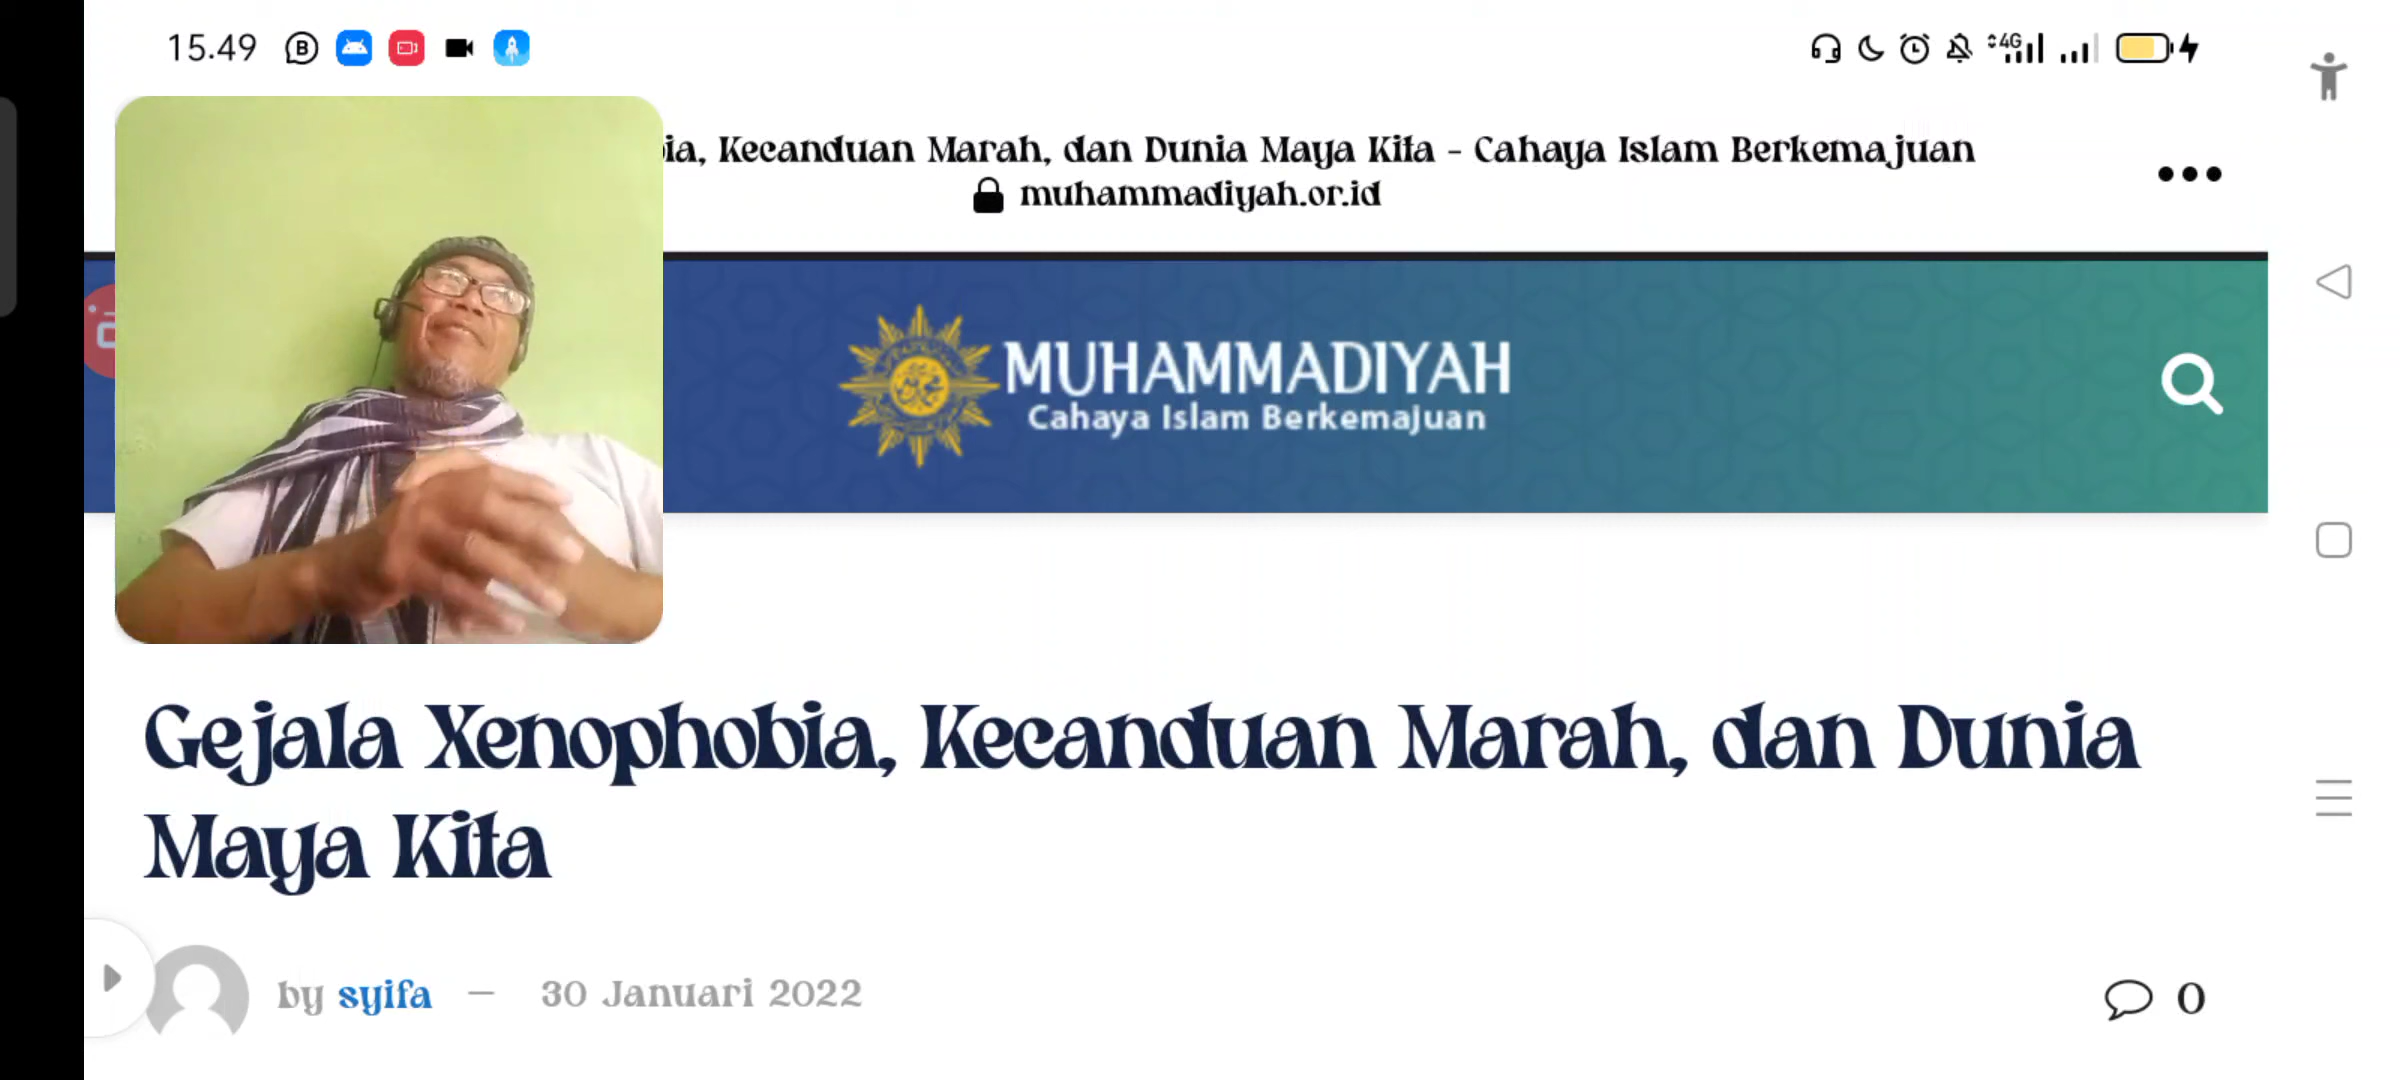 15.49
4G
ia, Kecanduan Marah, dan Dunia Maya Kita - Cahaya Islam Berkemajuan
muhammadiyah.or.id
MUHAMMADIYAH
Cahaya Islam Berkemajuan
Gejala Xenophobia, Kecanduan Marah, dan Dunia
Maya Kita
by syifa — 30 Januari 2022
0